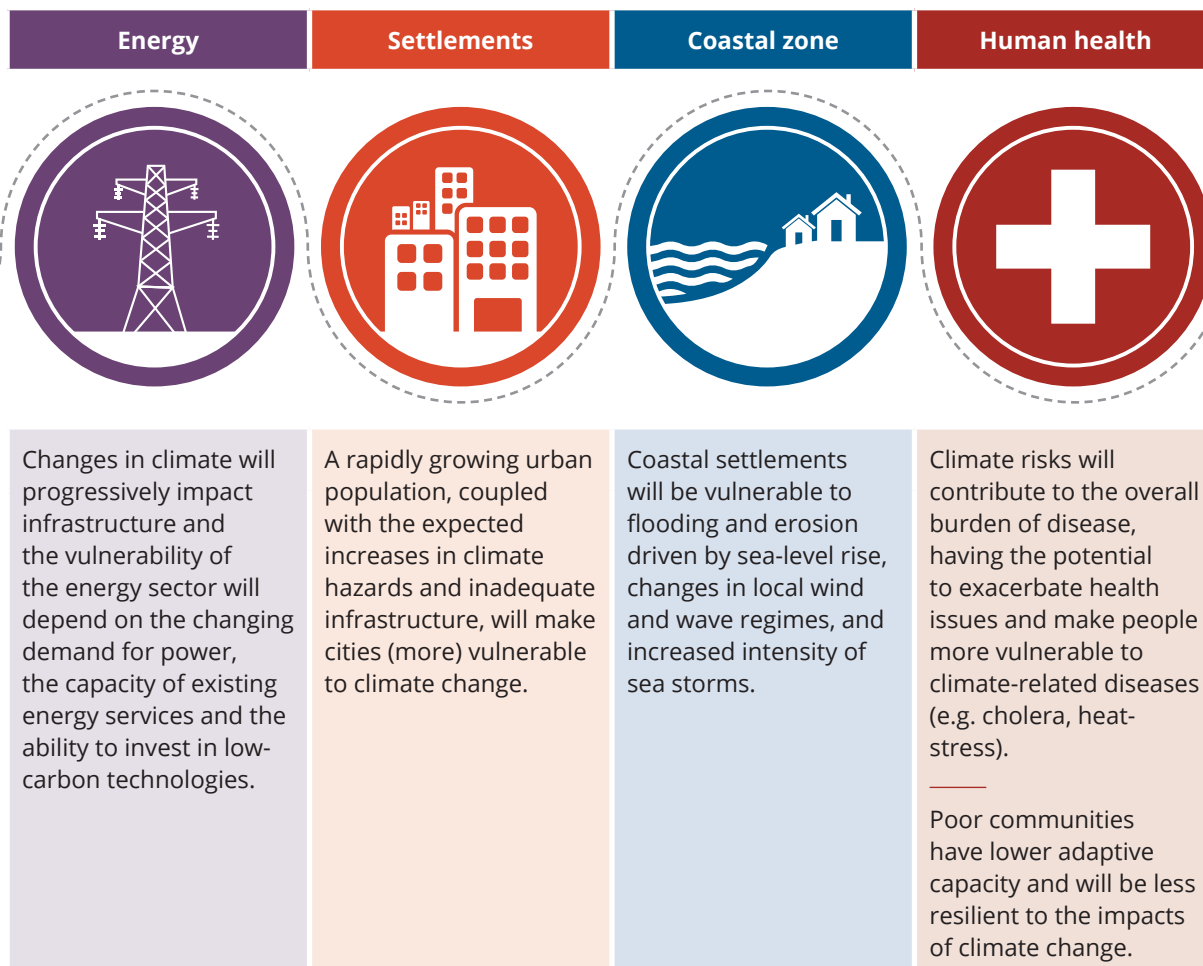 Energy
Settlements
Coastal zone
Human health
Changes in climate will
progressively impact
infrastructure and
the vulnerability of
the energy sector will
depend on the changing
demand for power,
the capacity of existing
energy services and the
ability to invest in low-
carbon technologies.
A rapidly growing urban
population, coupled
with the expected
increases in climate
hazards and inadequate
infrastructure, will make
cities (more) vulnerable
to climate change.
Coastal settlements
will be vulnerable to
flooding and erosion
driven by sea-level rise,
changes in local wind
and wave regimes, and
increased intensity of
sea storms.
Climate risks will
contribute to the overall
burden of disease,
having the potential
to exacerbate health
issues and make people
more vulnerable to
climate-related diseases
(e.g. cholera, heat-
stress).
Poor communities
have lower adaptive
capacity and will be less
resilient to the impacts
of climate change.